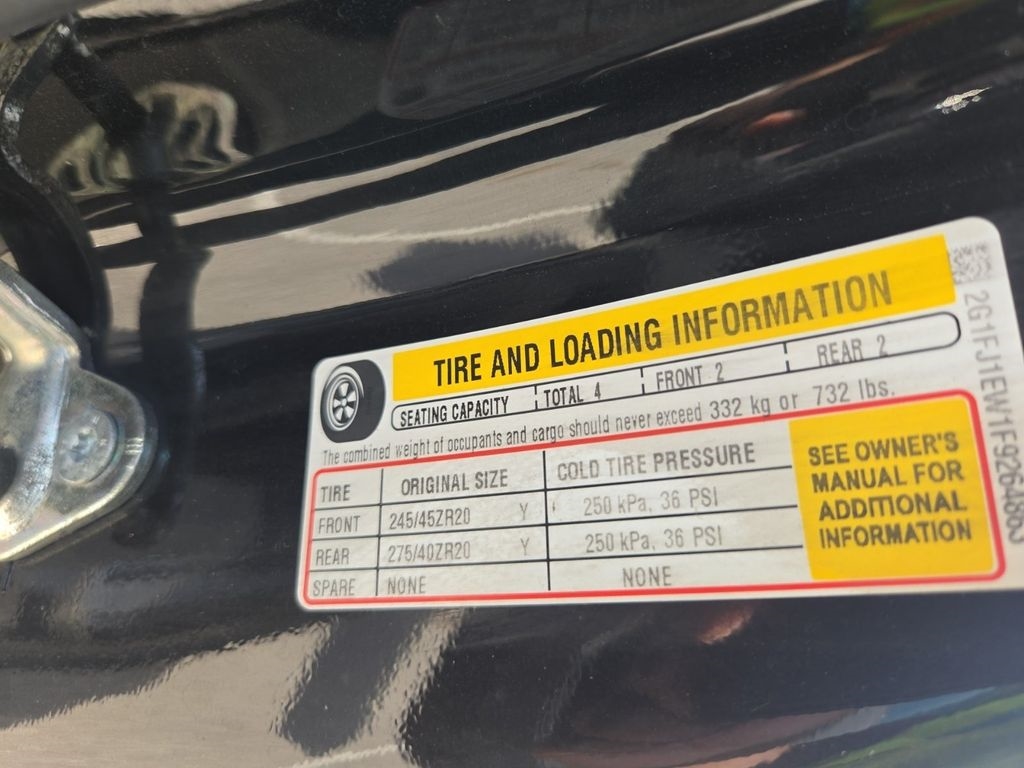 TIRE AND LOADING INFORMATION
SEATING CAPACITY TOTAL 4 FRONT 2 REAR 2
The combined weight of occupants and cargo should never exceed 332 kg or 732 lbs.
TIRE ORIGINAL SIZE COLD TIRE PRESSURE
FRONT 245/45ZR20 Y 250 kPa, 36 PSI
REAR 275/40ZR20 Y 250 kPa, 36 PSI
SPARE NONE NONE
SEE OWNER'S
MANUAL FOR
ADDITIONAL
INFORMATION